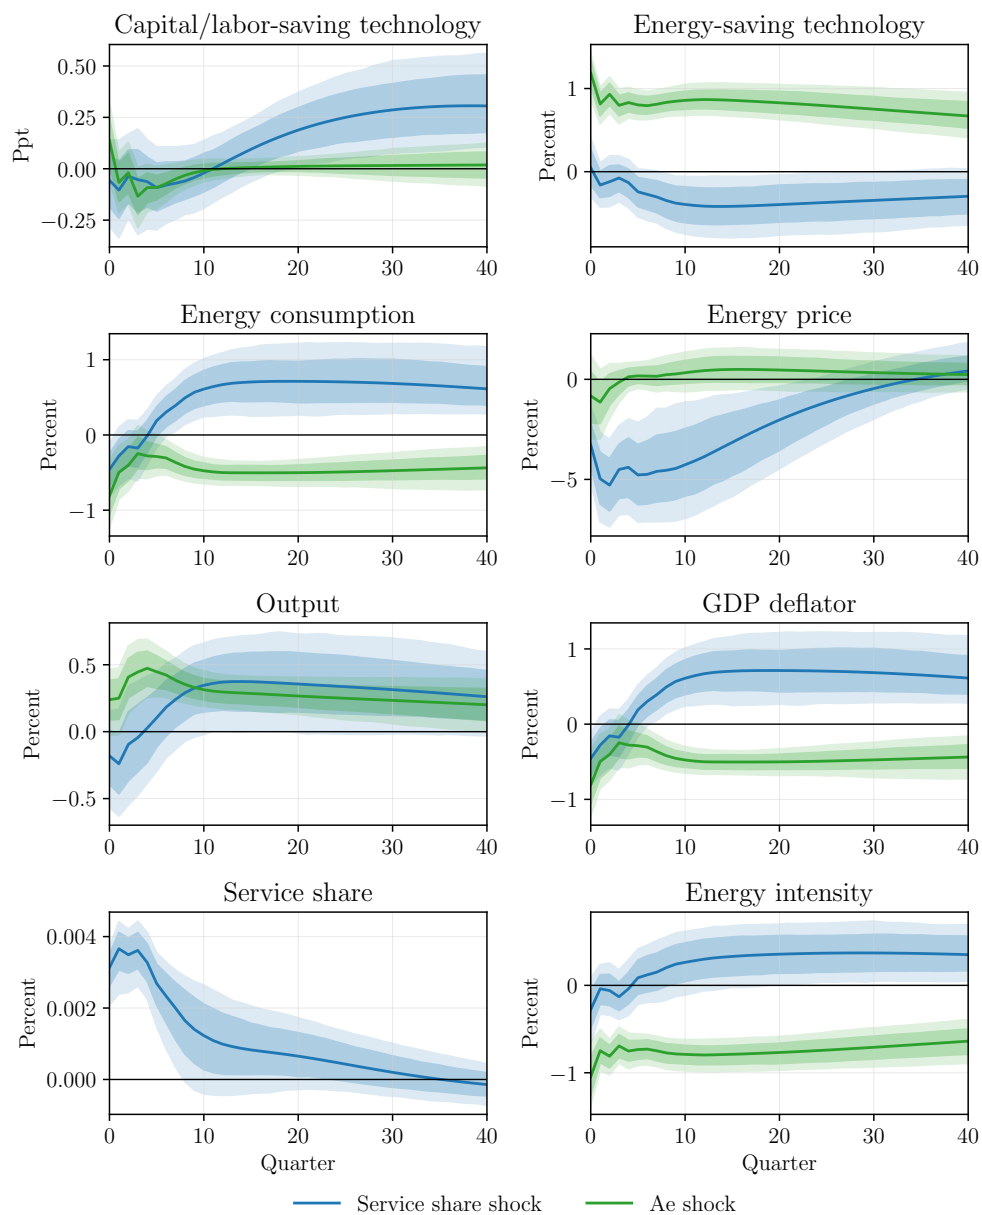 Capital/labor-saving technology
Ppt
0.50
0.25
0.00
−0.25
0 10 20 30 40
Energy-saving technology
Percent
1
0
0 10 20 30 40
Energy consumption
Percent
1
0
−1
0 10 20 30 40
Energy price
Percent
0
−5
0 10 20 30 40
Output
Percent
0.5
0.0
−0.5
0 10 20 30 40
GDP deflator
Percent
1
0
−1
0 10 20 30 40
Service share
Percent
0.004
0.002
0.000
0 10 20 30 40
Quarter
Energy intensity
Percent
0
−1
0 10 20 30 40
Quarter
Service share shock
Ae shock